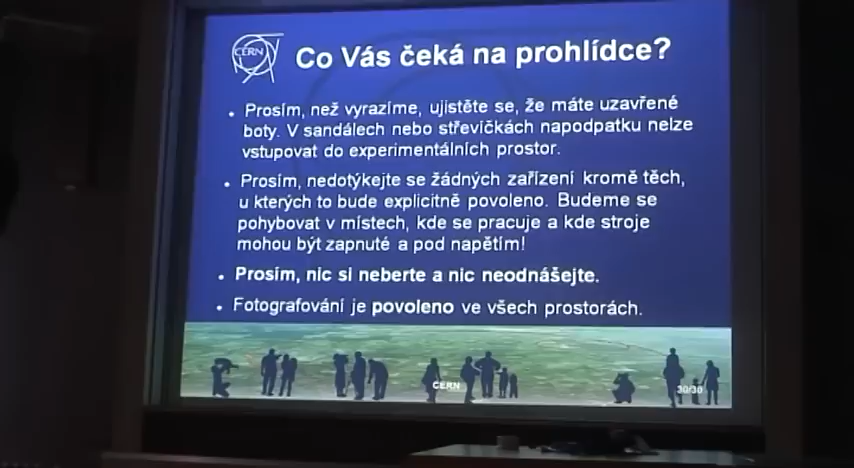 CERN
Co Vás čeká na prohlídce?
• Prosím, než vyrazíme, ujistěte se, že máte uzavřené
boty. V sandálech nebo střevičkách napodpatku nelze
vstupovat do experimentálních prostor.
• Prosím, nedotýkejte se žádných zařízení kromě těch,
u kterých to bude explicitně povoleno. Budeme se
pohybovat v místech, kde se pracuje a kde stroje
mohou být zapnuté a pod napětím!
• Prosím, nic si neberte a nic neodnášejte.
• Fotografování je povoleno ve všech prostorách.
CERN
30/30